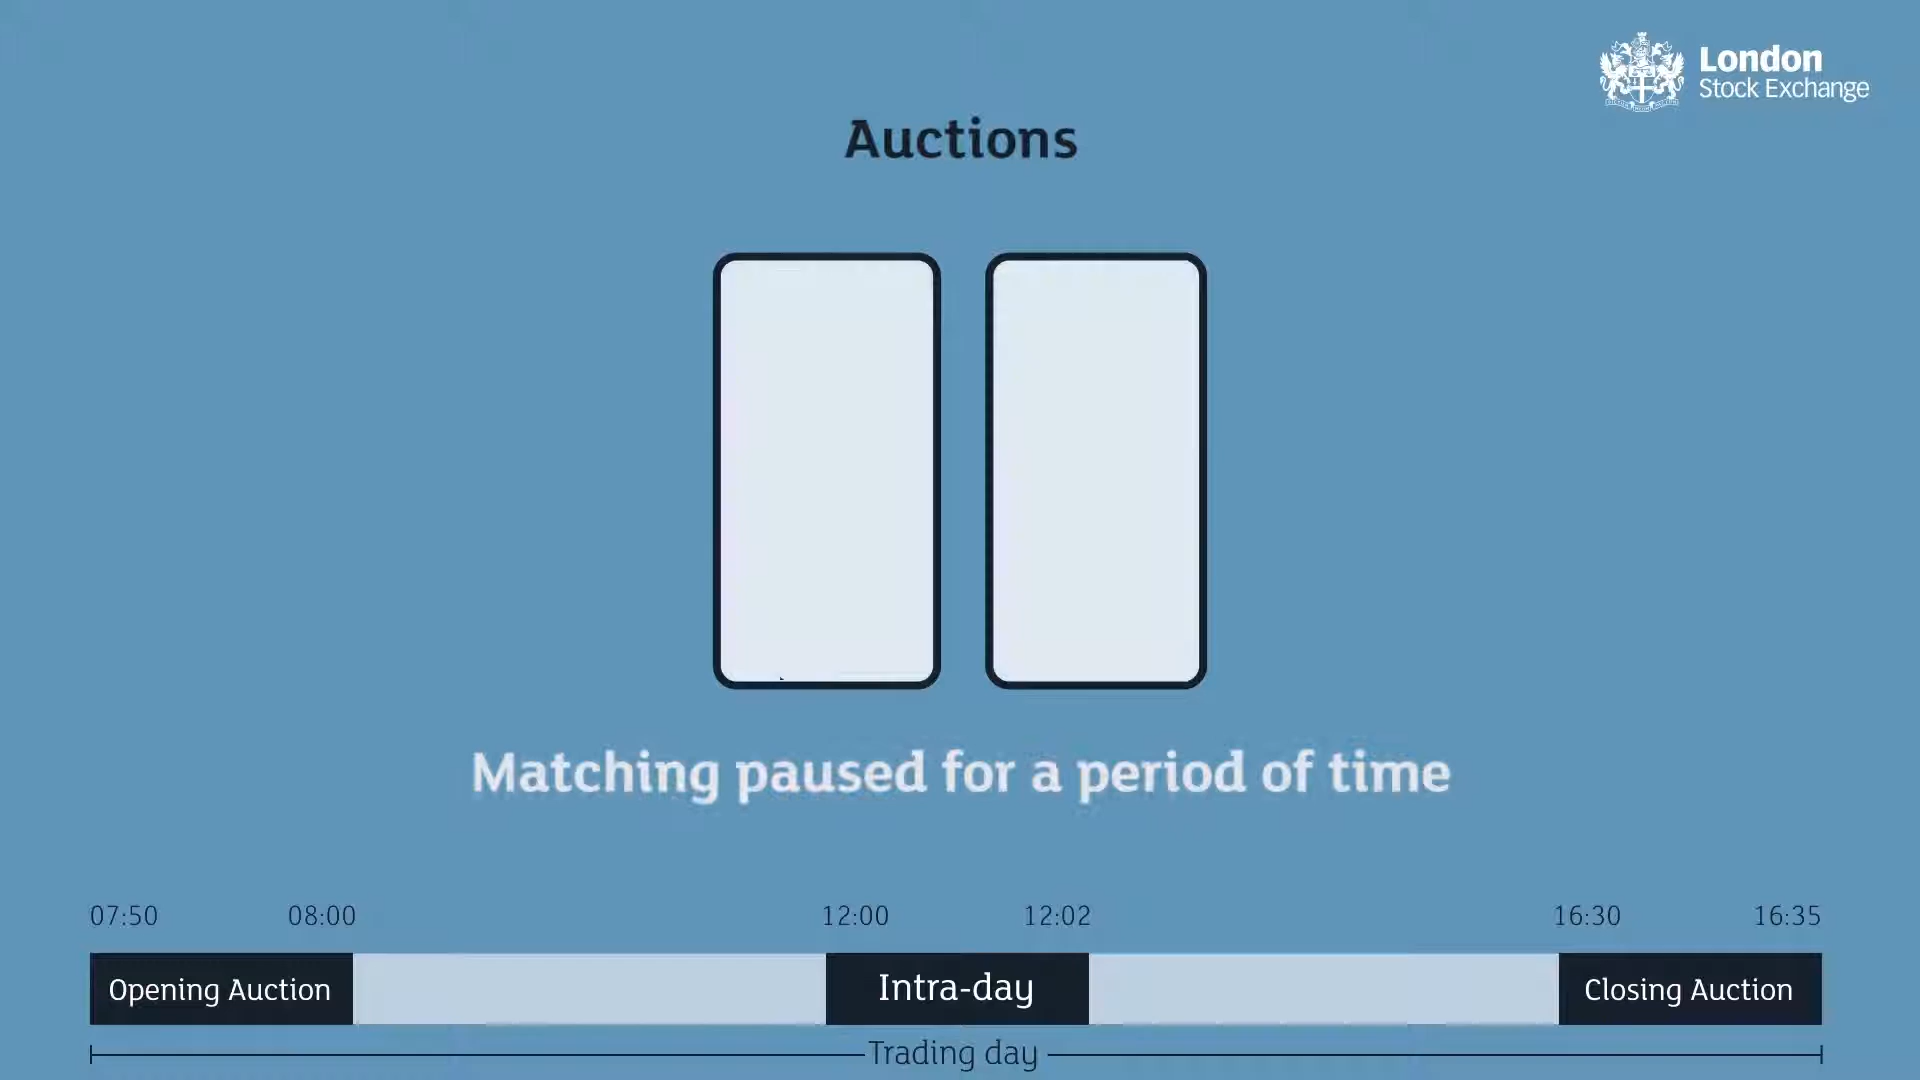 London
Stock Exchange
Auctions
Matching paused for a period of time
07:50 08:00 12:00 12:02 16:30 16:35
Opening Auction Intra-day Closing Auction
Trading day